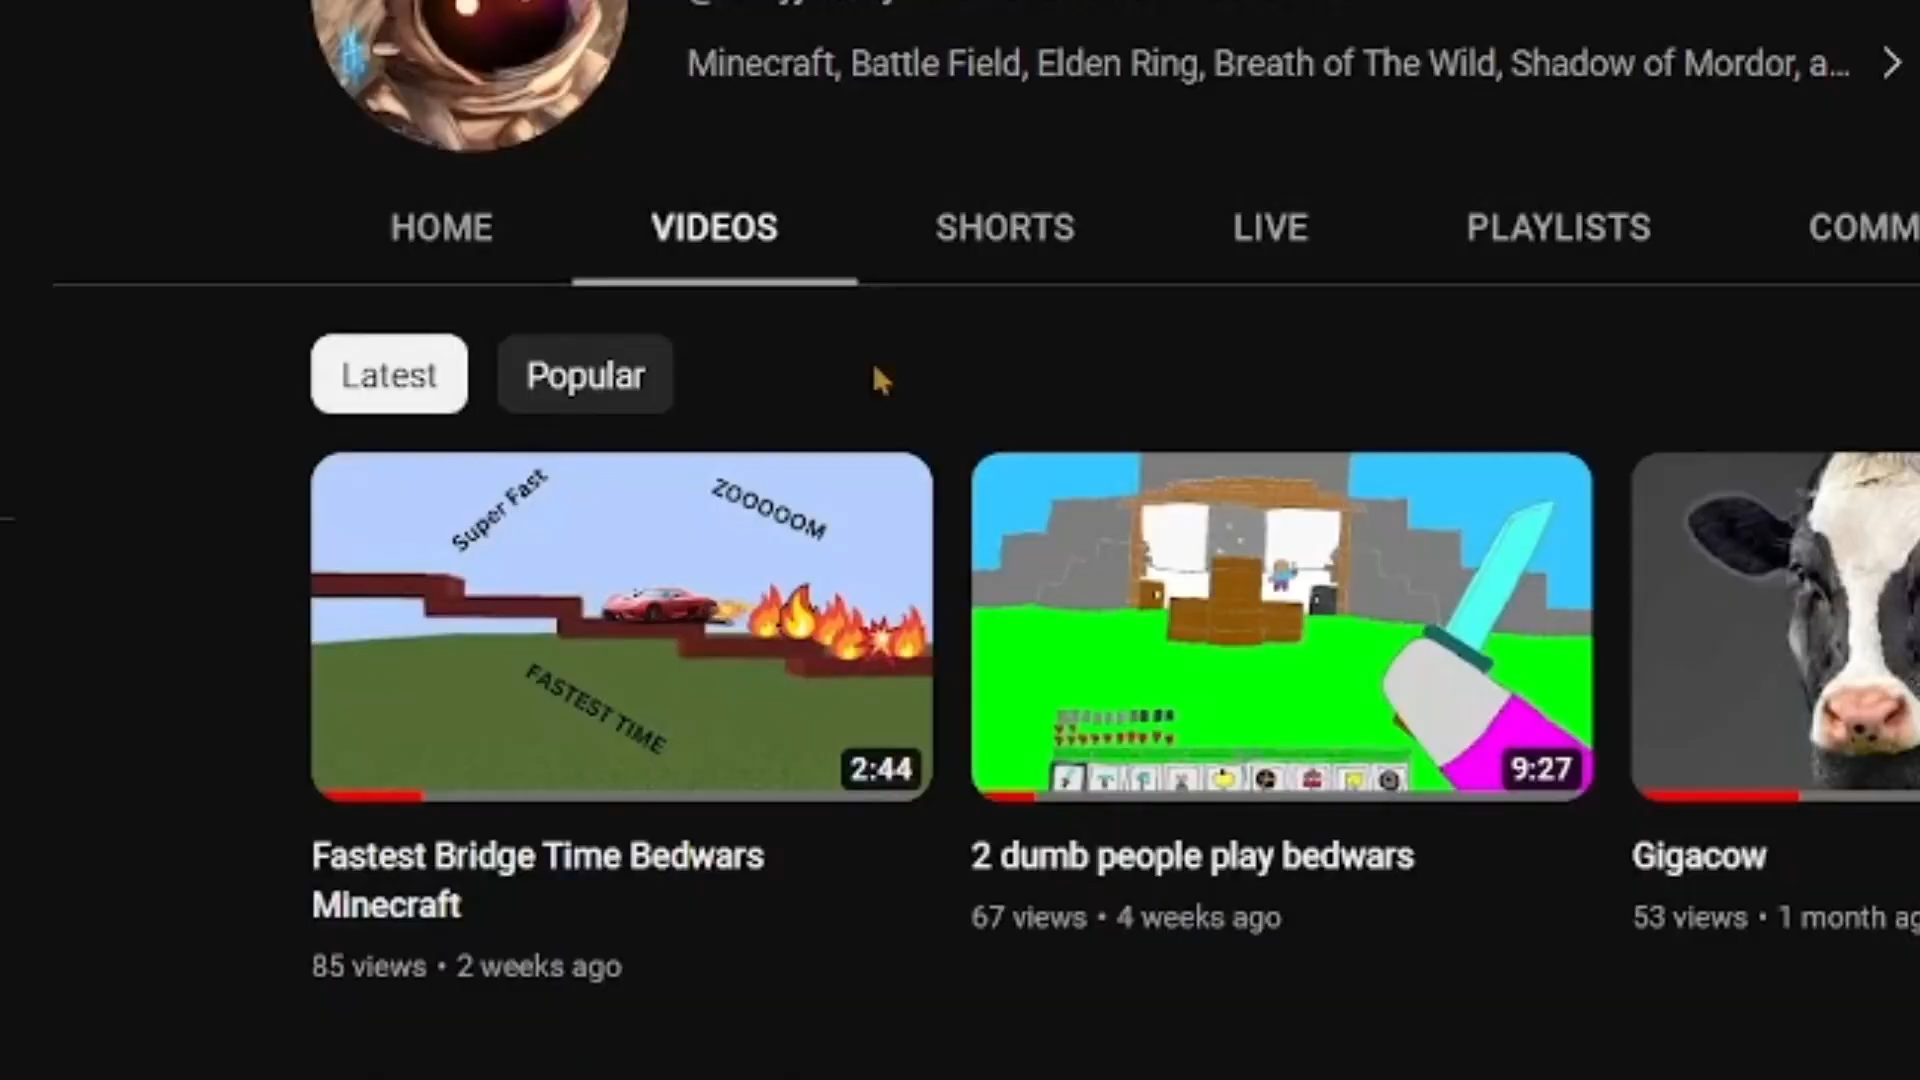 Minecraft, Battle Field, Elden Ring, Breath of The Wild, Shadow of Mordor, a...
HOME VIDEOS SHORTS LIVE PLAYLISTS COMM
Latest Popular
Super Fast
ZOOOOOM
FASTEST TIME
2:44
9:27
Fastest Bridge Time Bedwars
Minecraft
85 views • 2 weeks ago
2 dumb people play bedwars
67 views • 4 weeks ago
Gigacow
53 views • 1 month ag